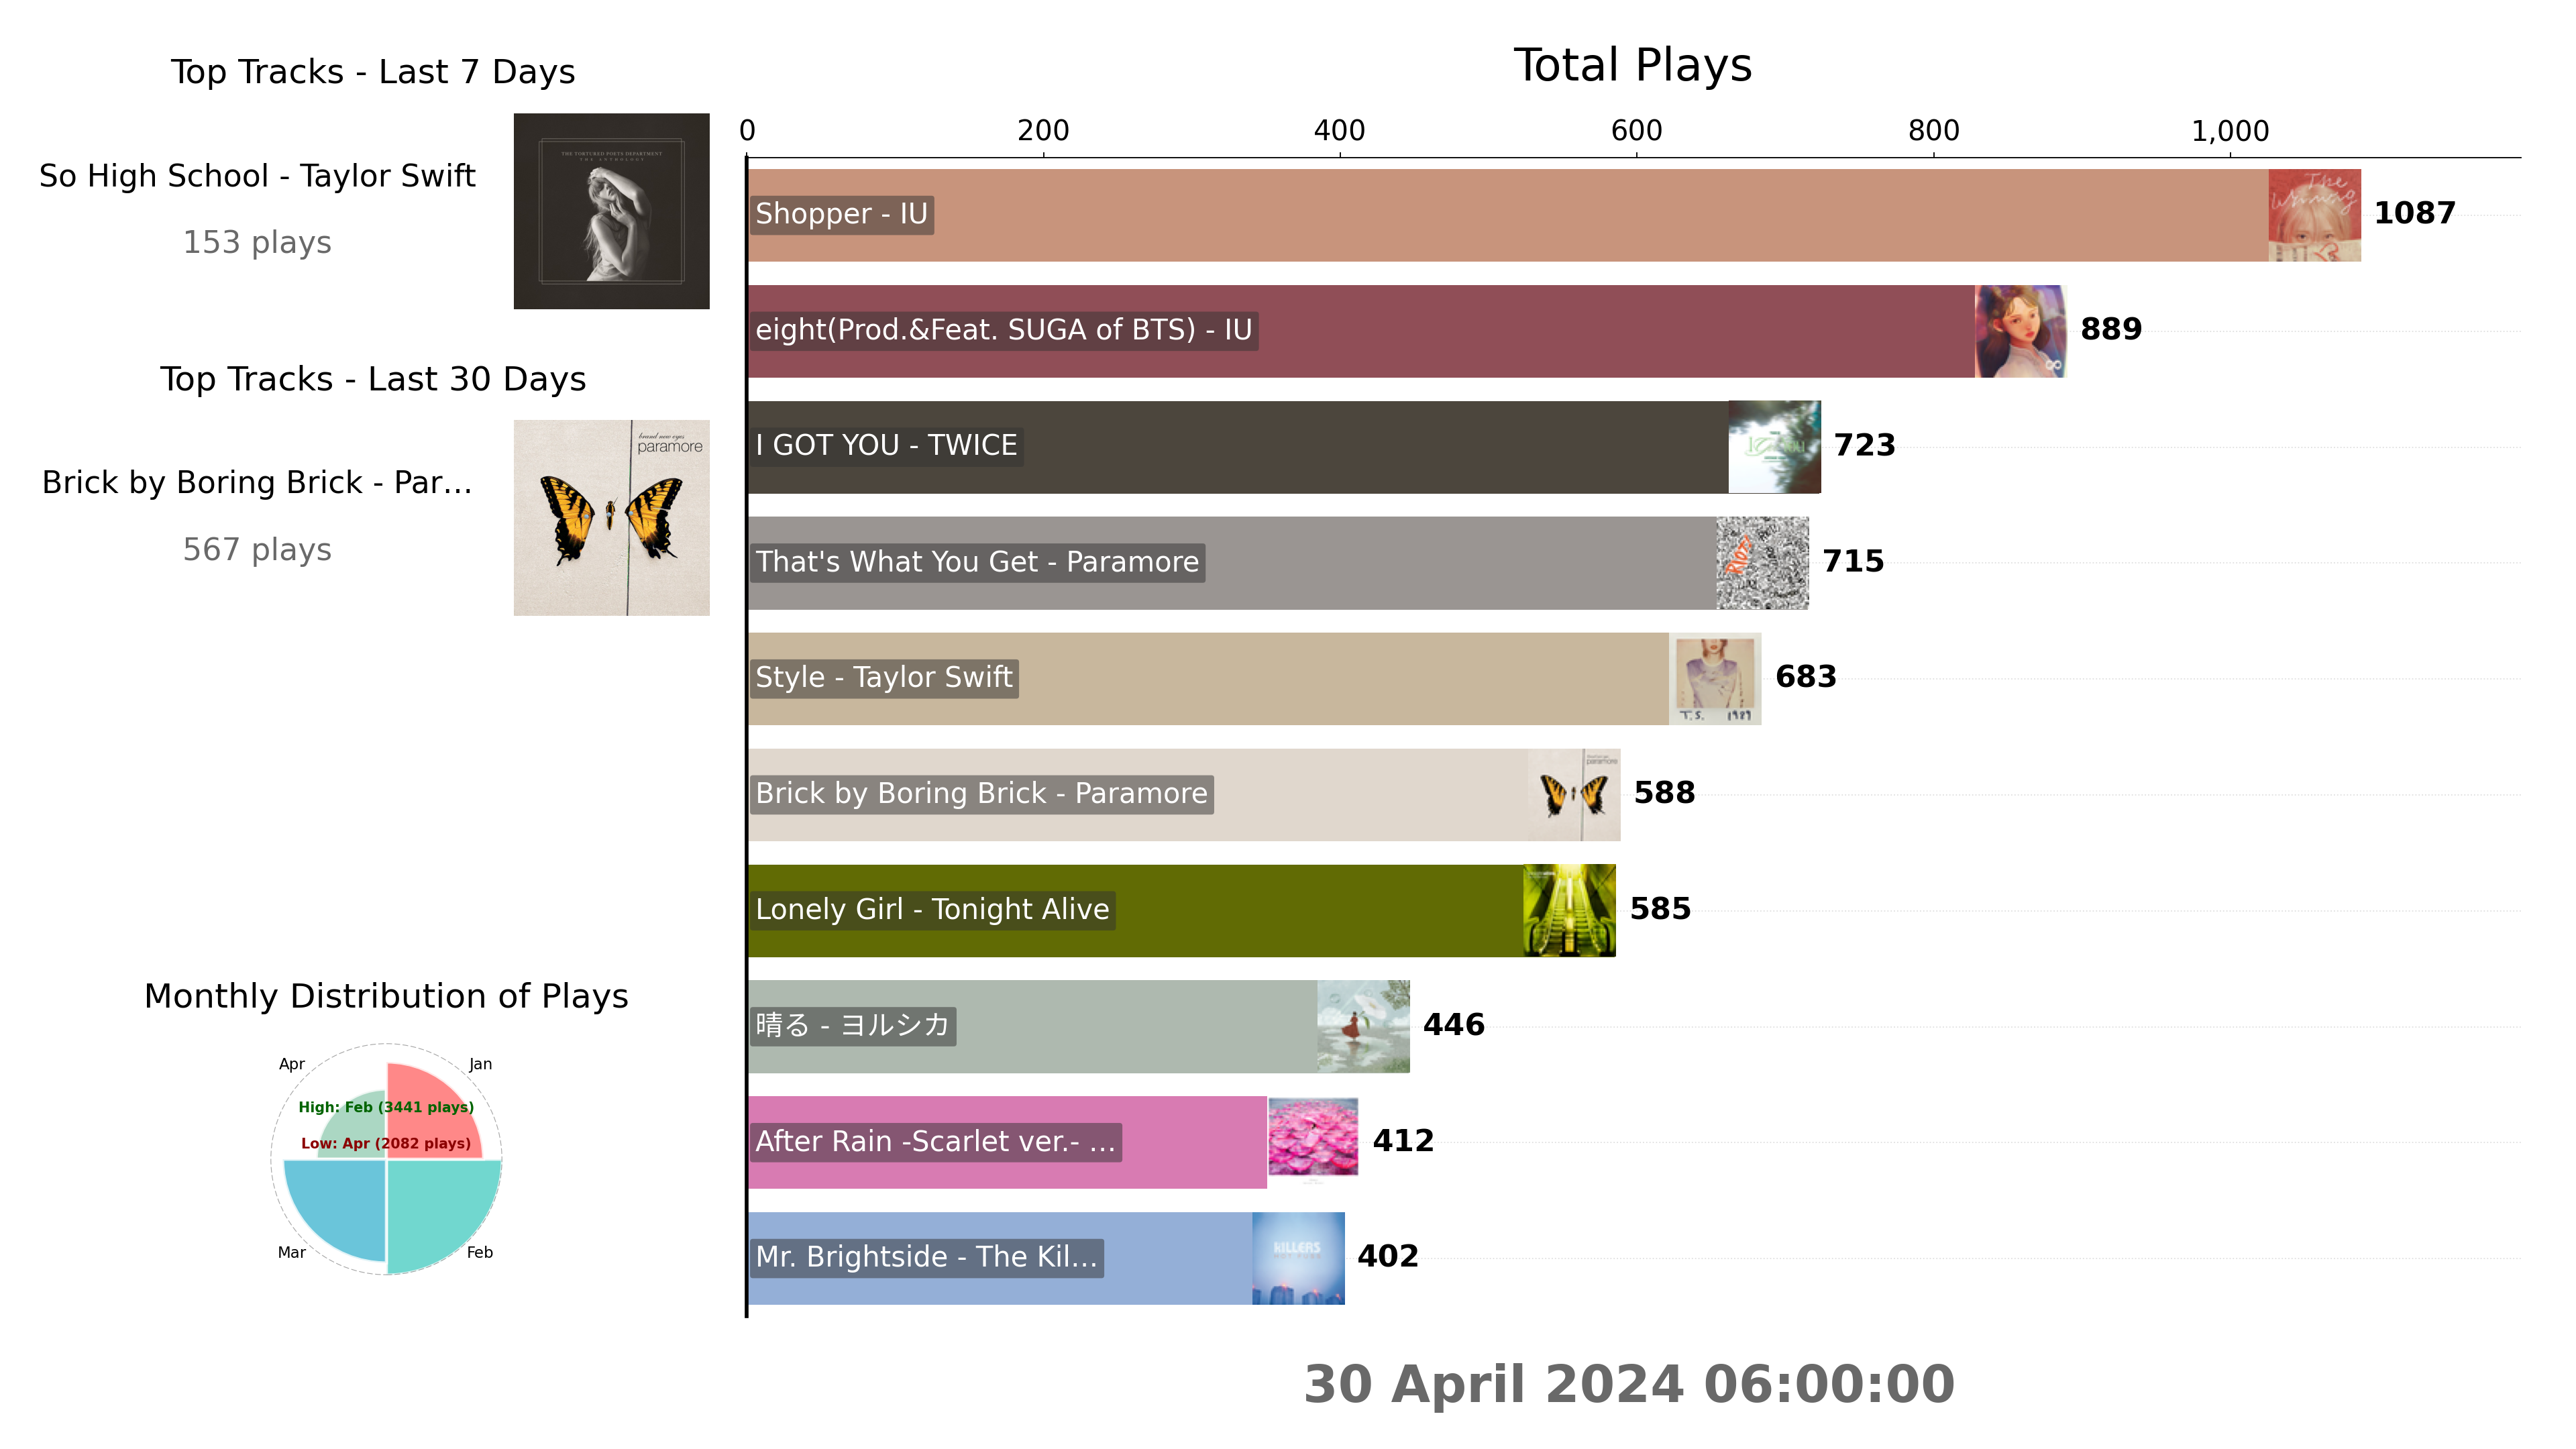 Top Tracks - Last 7 Days
So High School - Taylor Swift
153 plays
THE TORTURED POETS DEPARTMENT
THE ANTHOLOGY
Top Tracks - Last 30 Days
Brick by Boring Brick - Par...
567 plays
brand new eyes
paramore
Monthly Distribution of Plays
Apr
Jan
High: Feb (3441 plays)
Low: Apr (2082 plays)
Mar
Feb
Total Plays
0 200 400 600 800 1,000
Shopper - IU
The Winning
1087
eight(Prod.&Feat. SUGA of BTS) - IU
889
I GOT YOU - TWICE
723
That's What You Get - Paramore
RIOT!
715
Style - Taylor Swift
T.S. 1989
683
Brick by Boring Brick - Paramore
paramore
588
Lonely Girl - Tonight Alive
585
晴る - ヨルシカ
446
After Rain -Scarlet ver.- ...
412
Mr. Brightside - The Kil...
KILLERS
402
30 April 2024 06:00:00